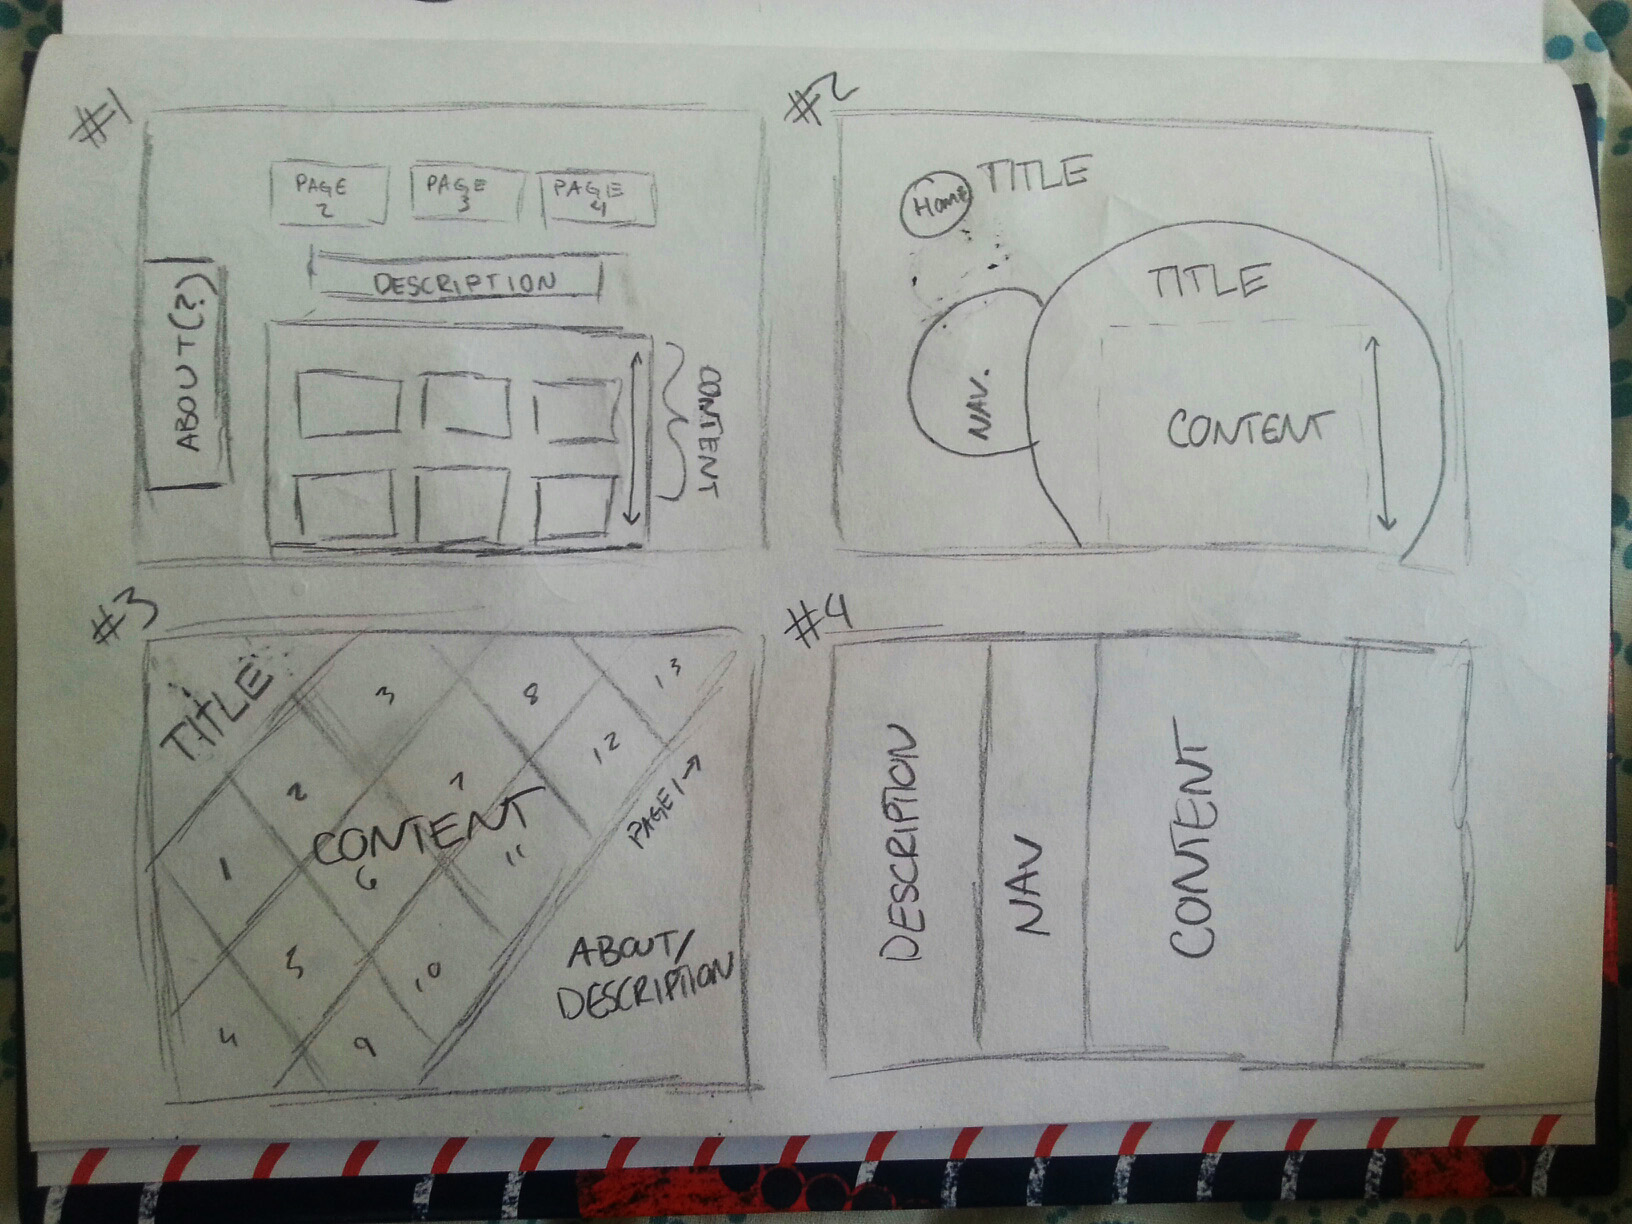 #1
PAGE
2
PAGE
3
PAGE
4
DESCRIPTION
ABOUT(?)
CONTENT
#2
HOME
TITLE
TITLE
NAV.
CONTENT
#3
TITLE
3
8
13
2
7
12
CONTENT
1
6
11
PAGE 1→
5
10
ABOUT/
DESCRIPTION
4
9
#4
DESCRIPTION
NAV
CONTENT